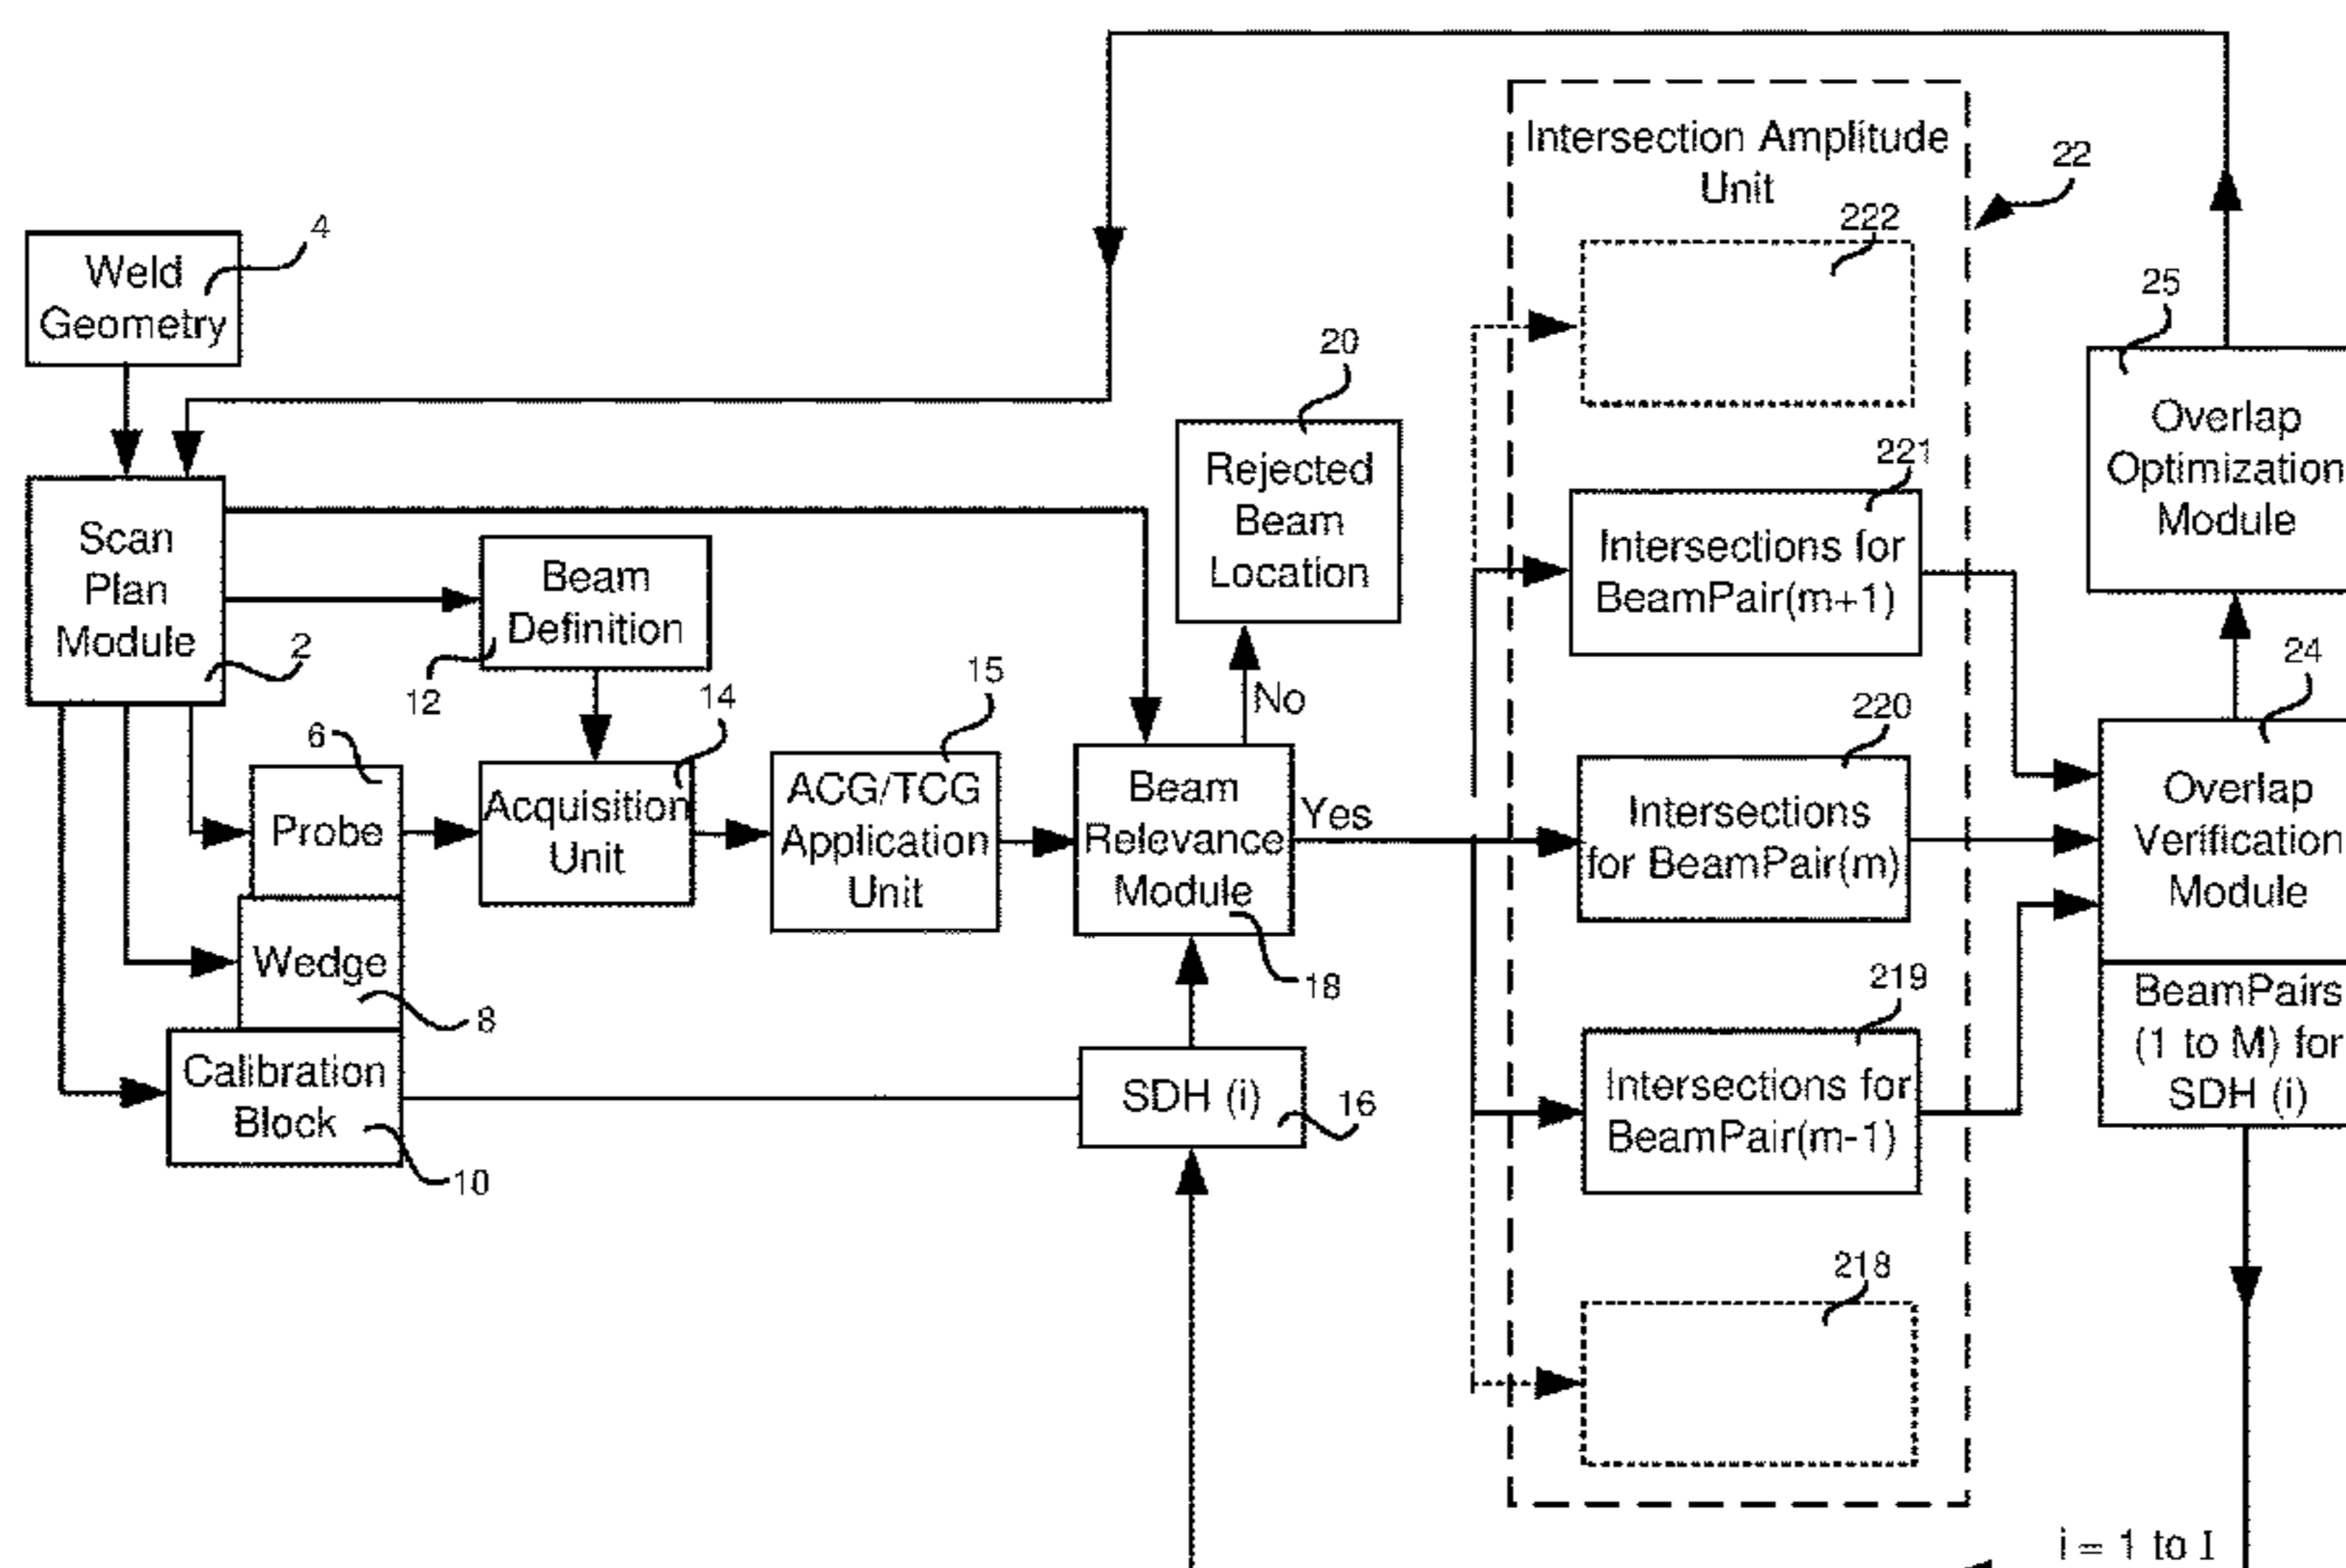 Intersection Amplitude
Unit
22
222
4
Weld
Geometry
25
Overlap
Optimization
Module
20
Rejected
Beam
Location
221
Intersections for
BeamPair(m+1)
Scan
Plan
Module
2
Beam
Definition
12
No
24
Overlap
Verification
Module
BeamPairs
(1 to M) for
SDH (i)
6
Probe
14
Acquisition
Unit
15
ACG/TCG
Application
Unit
Beam
Relevance
Module
18
Yes
220
Intersections
for BeamPair(m)
Wedge
8
219
Intersections for
BeamPair(m-1)
Calibration
Block
10
SDH (i)
16
218
i = 1 to I